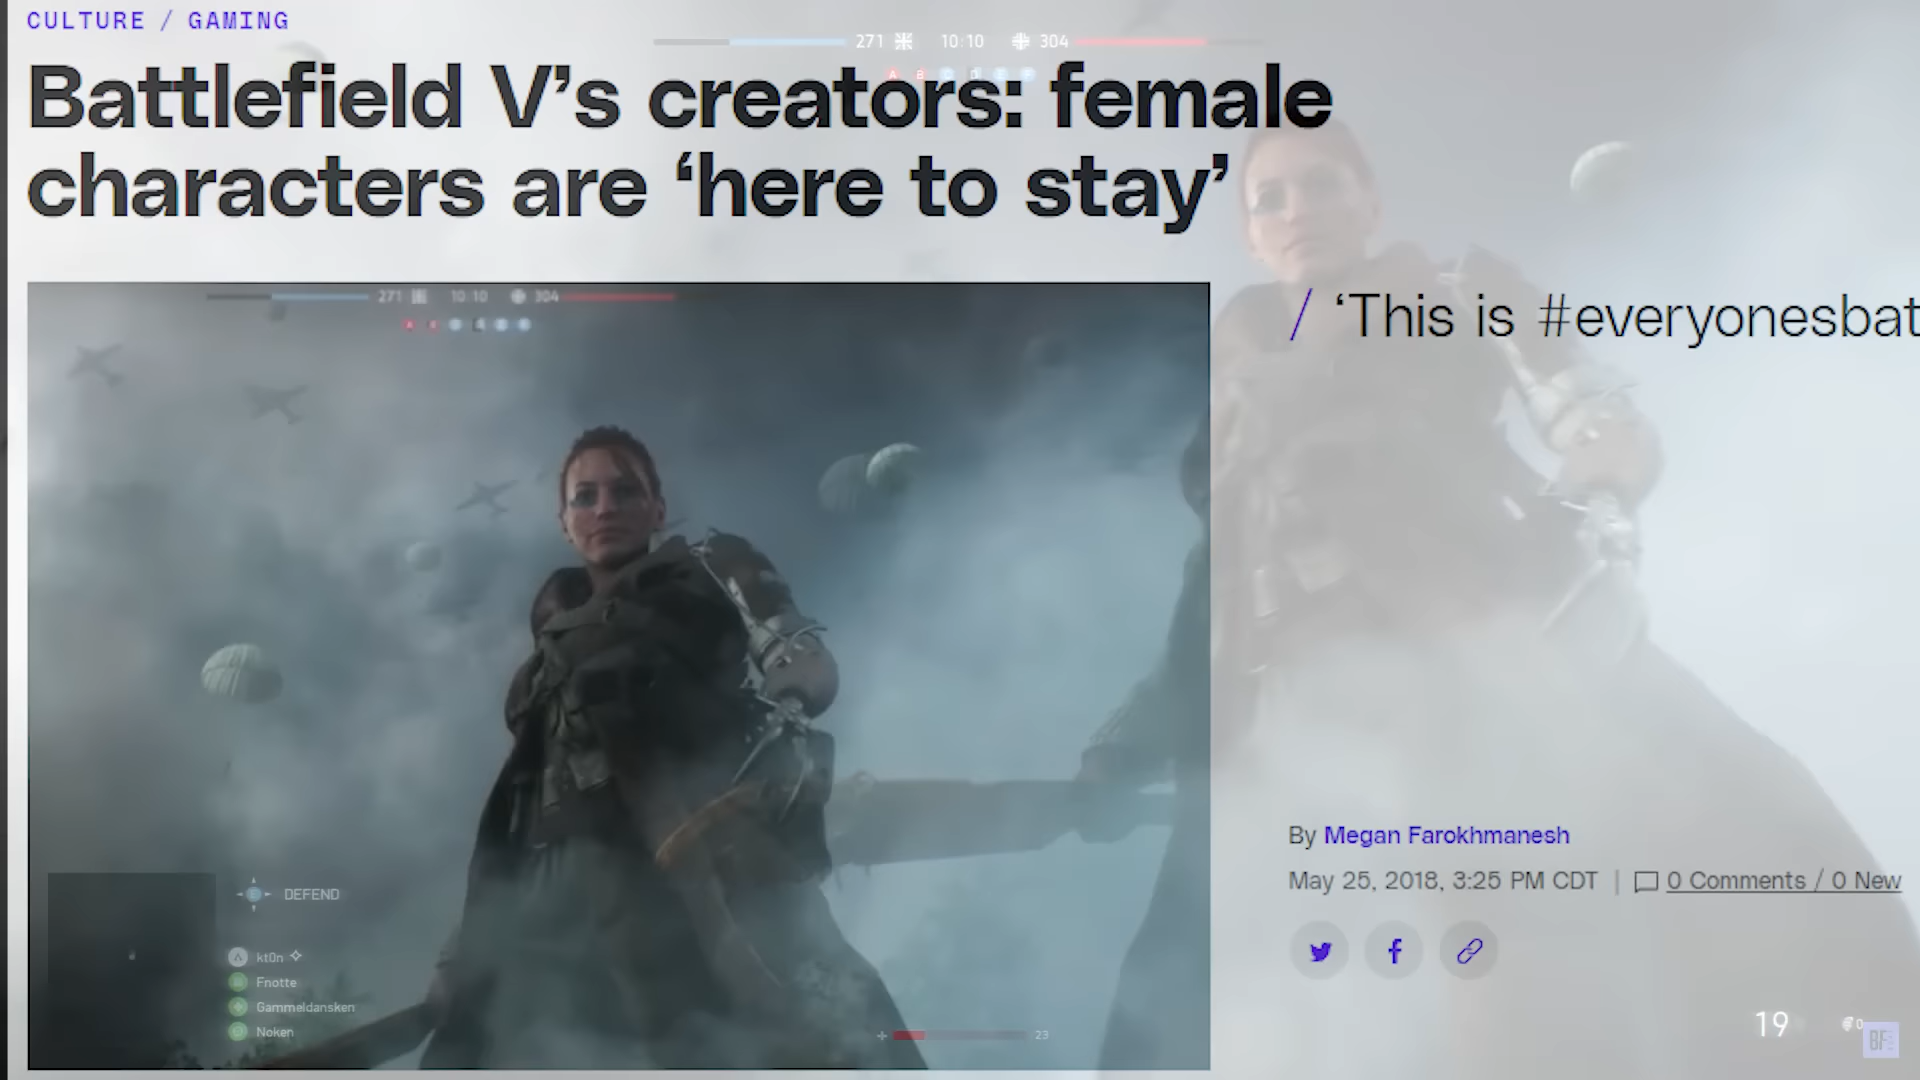 CULTURE / GAMING
271 10:10 304
Battlefield V's creators: female
characters are 'here to stay'
271 10:10 304
/ 'This is #everyonesbat
DEFEND
kt0n
Fnotte
Gammeldansken
Noken
23
By Megan Farokhmanesh
May 25, 2018, 3:25 PM CDT | 0 Comments / 0 New
19
BF